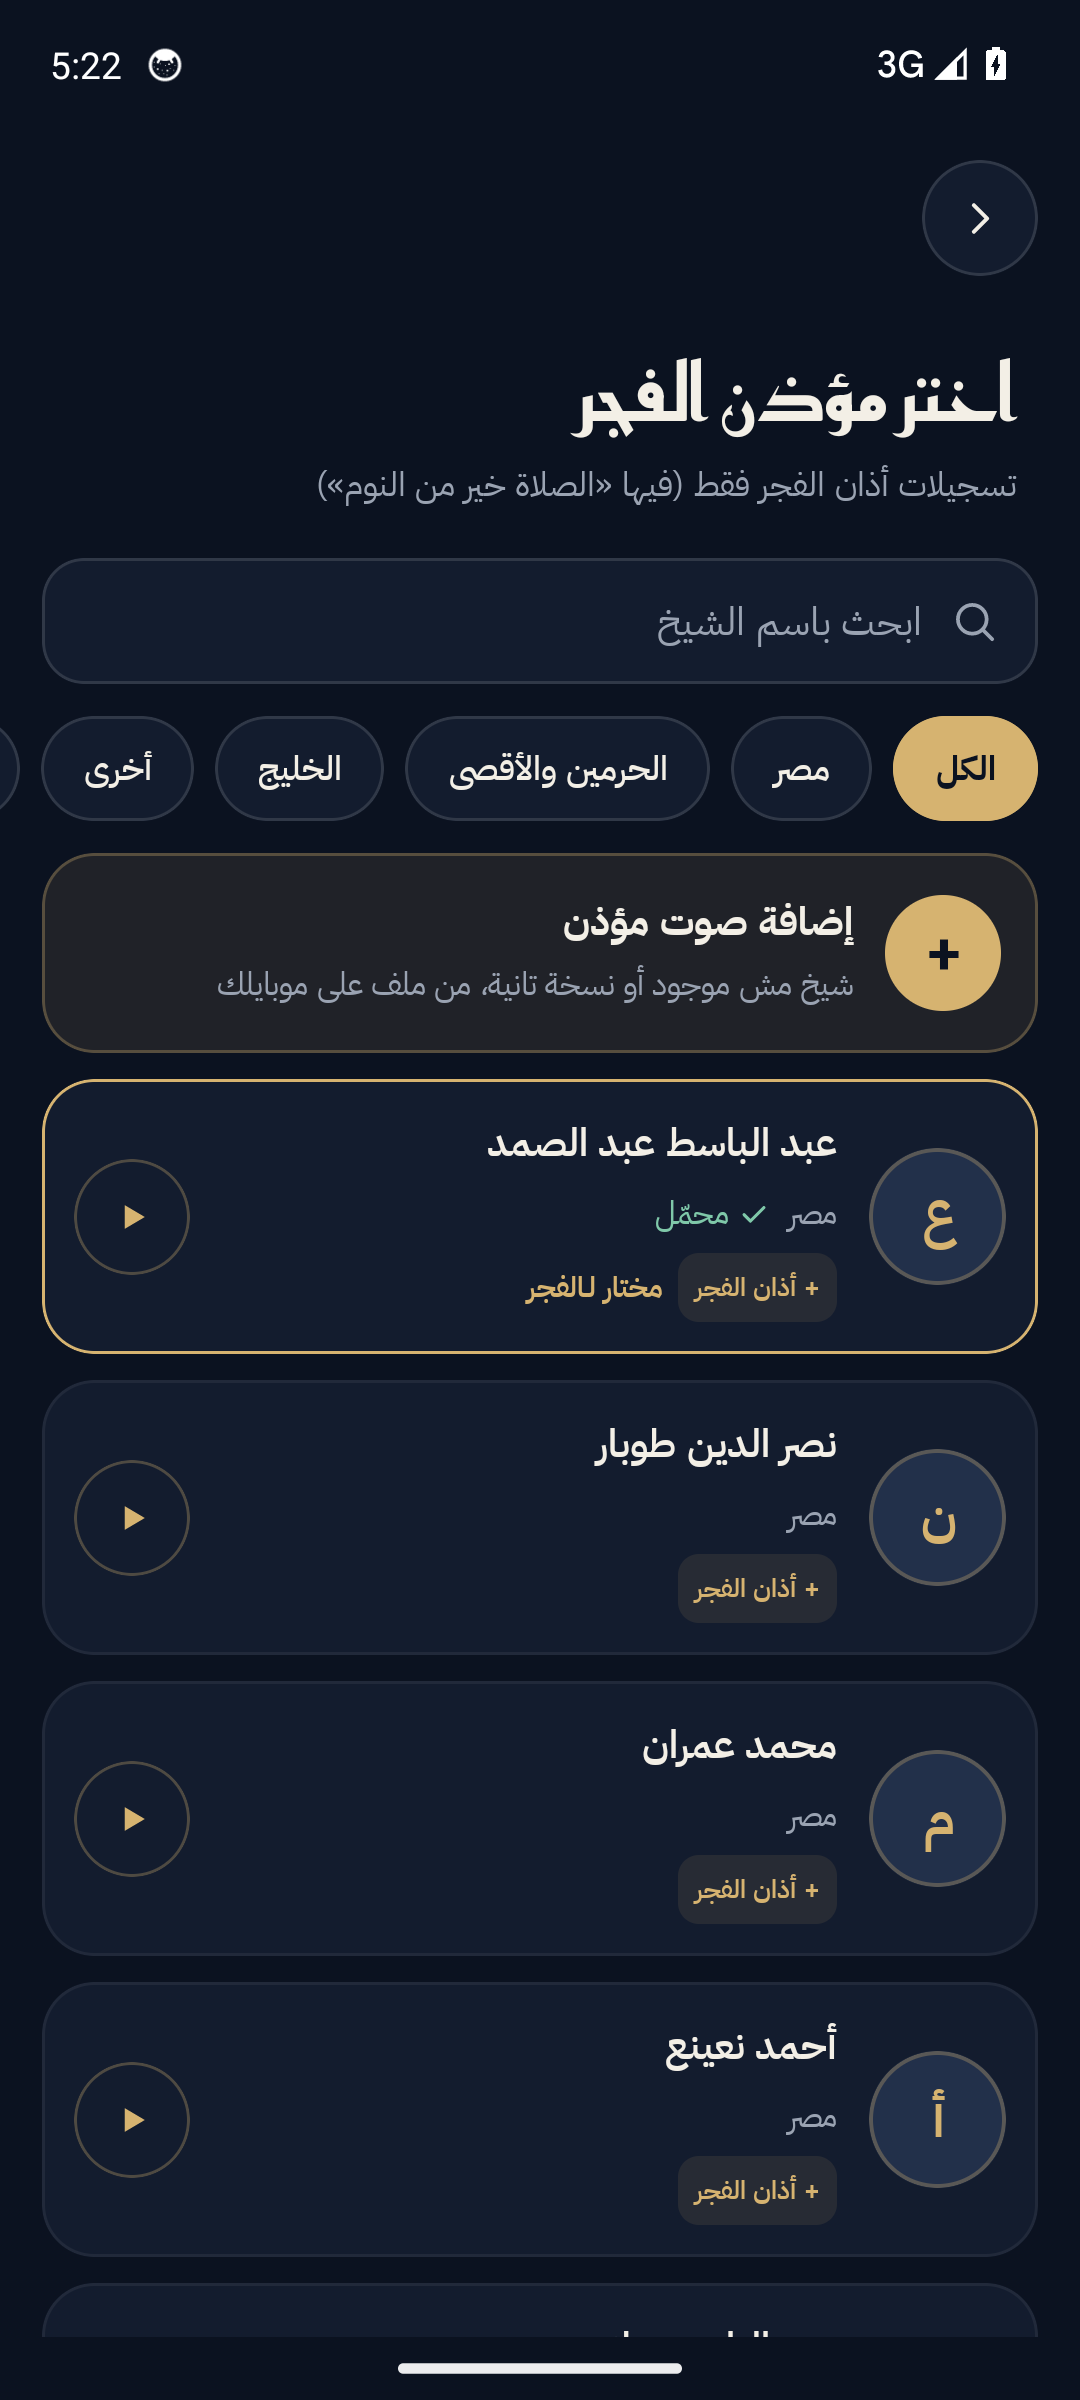 5:22
3G
اختر مؤذن الفجر
تسجيلات أذان الفجر فقط (فيها «الصلاة خير من النوم»)
ابحث باسم الشيخ
الكل
مصر
الحرمين والأقصى
الخليج
أخرى
إضافة صوت مؤذن
شيخ مش موجود أو نسخة تانية، من ملف على موبايلك
ع
عبد الباسط عبد الصمد
مصر ✓ محمّل
+ أذان الفجر مختار لـالفجر
ن
نصر الدين طوبار
مصر
+ أذان الفجر
م
محمد عمران
مصر
+ أذان الفجر
أ
أحمد نعينع
مصر
+ أذان الفجر